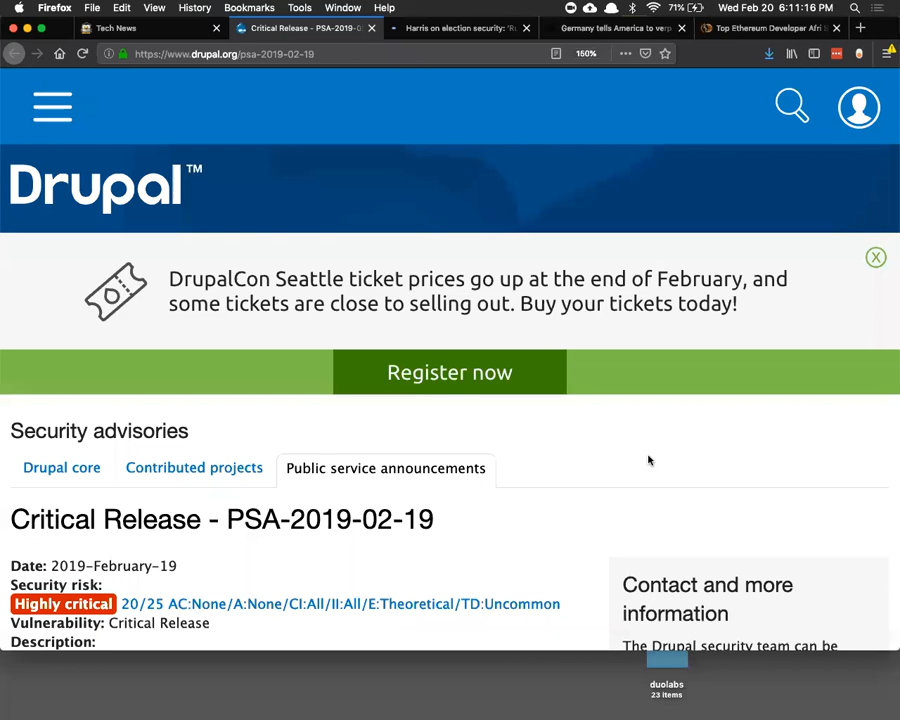 Firefox File Edit View History Bookmarks Tools Window Help 71% Wed Feb 20 6:11:16 PM
Tech News Critical Release - PSA-2019-0 Harris on election security: 'Ru Germany tells America to verp Top Ethereum Developer Afri
https://www.drupal.org/psa-2019-02-19 150%
Drupal™
DrupalCon Seattle ticket prices go up at the end of February, and
some tickets are close to selling out. Buy your tickets today!
X
Register now
Security advisories
Drupal core Contributed projects Public service announcements
Critical Release - PSA-2019-02-19
Date: 2019-February-19
Security risk:
Highly critical 20/25 AC:None/A:None/CI:All/II:All/E:Theoretical/TD:Uncommon
Vulnerability: Critical Release
Description:
Contact and more
information
The Drupal security team can be
duolabs
23 items